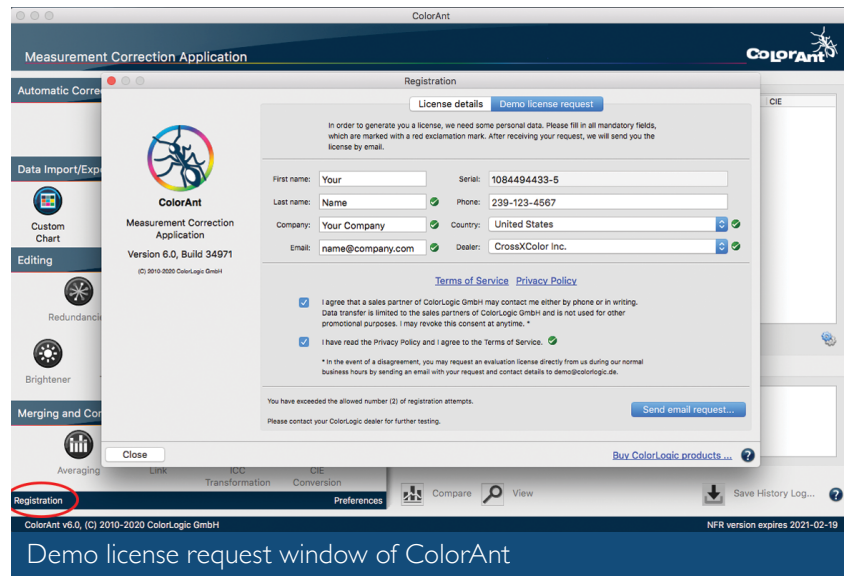 ColorAnt
Measurement Correction Application
ColorAnt
Automatic Corre
CIE
Data Import/Exp
Custom
Chart
Editing
Redundancie
Brightener
Merging and Cor
Averaging
Link
ICC
Transformation
CIE
Conversion
Registration
Preferences
Compare
View
Save History Log...
?
ColorAnt v6.0, (C) 2010-2020 ColorLogic GmbH
NFR version expires 2021-02-19
Registration
License details
Demo license request
In order to generate you a license, we need some personal data. Please fill in all mandatory fields,
which are marked with a red exclamation mark. After receiving your request, we will send you the
license by email.
ColorAnt
Measurement Correction
Application
Version 6.0, Build 34971
(C) 2010-2020 ColorLogic GmbH
First name: Your
Serial: 1084494433-5
Last name: Name
Phone: 239-123-4567
Company: Your Company
Country: United States
Email: name@company.com
Dealer: CrossXColor Inc.
Terms of Service Privacy Policy
I agree that a sales partner of ColorLogic GmbH may contact me either by phone or in writing.
Data transfer is limited to the sales partners of ColorLogic GmbH and is not used for other
promotional purposes. I may revoke this consent at anytime. *
I have read the Privacy Policy and I agree to the Terms of Service.
* In the event of a disagreement, you may request an evaluation license directly from us during our normal
business hours by sending an email with your request and contact details to demo@colorlogic.de.
You have exceeded the allowed number (2) of registration attempts.
Please contact your ColorLogic dealer for further testing.
Send email request...
Close
Buy ColorLogic products ...
?
Demo license request window of ColorAnt